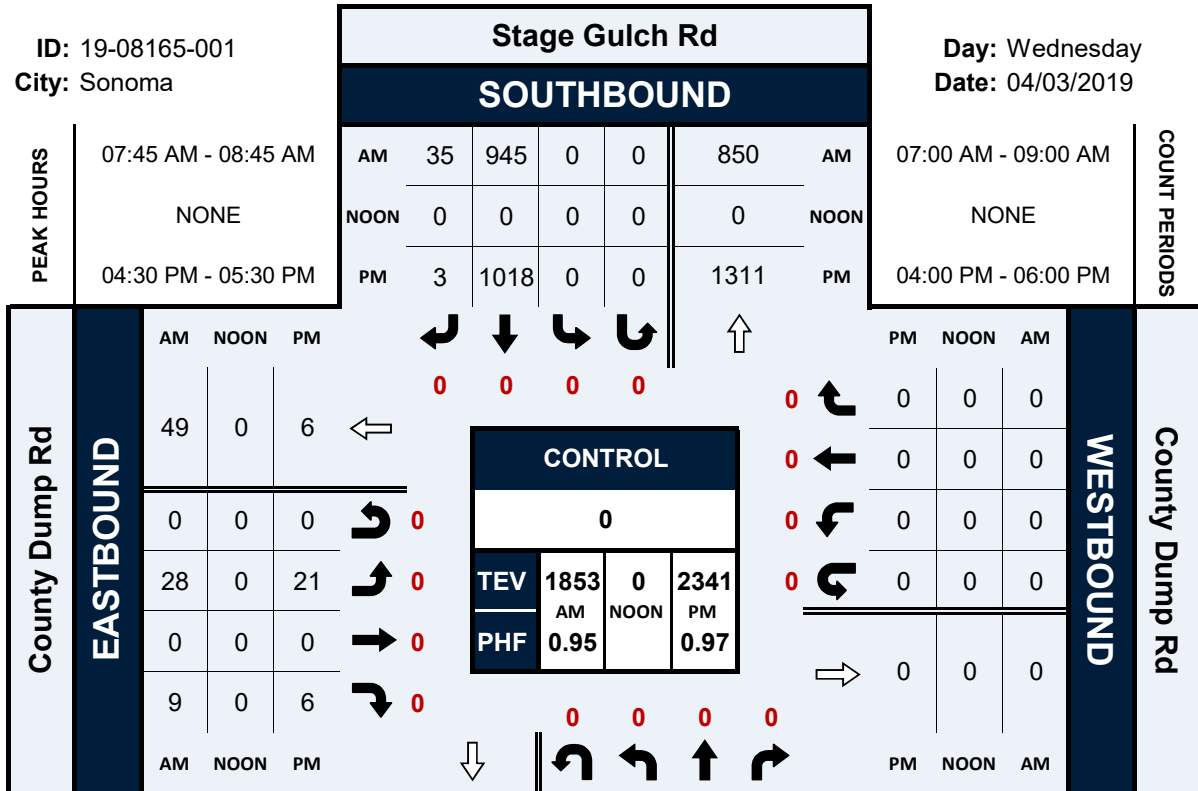 ID: 19-08165-001
City: Sonoma
Stage Gulch Rd
SOUTHBOUND
Day: Wednesday
Date: 04/03/2019
PEAK HOURS
07:45 AM - 08:45 AM
NONE
04:30 PM - 05:30 PM
AM 35 945 0 0 850 AM
NOON 0 0 0 0 0 NOON
PM 3 1018 0 0 1311 PM
07:00 AM - 09:00 AM
NONE
04:00 PM - 06:00 PM
COUNT PERIODS
0 0 0 0
County Dump Rd
EASTBOUND
AM NOON PM
49 0 6
0 0 0 0
28 0 21 0
0 0 0 0
9 0 6 0
AM NOON PM
CONTROL
0
TEV 1853 0 2341
AM NOON PM
PHF 0.95 0.97
PM NOON AM
0 0 0 0
0 0 0 0
0 0 0 0
0 0 0 0
0 0 0
PM NOON AM
WESTBOUND
County Dump Rd
0 0 0 0